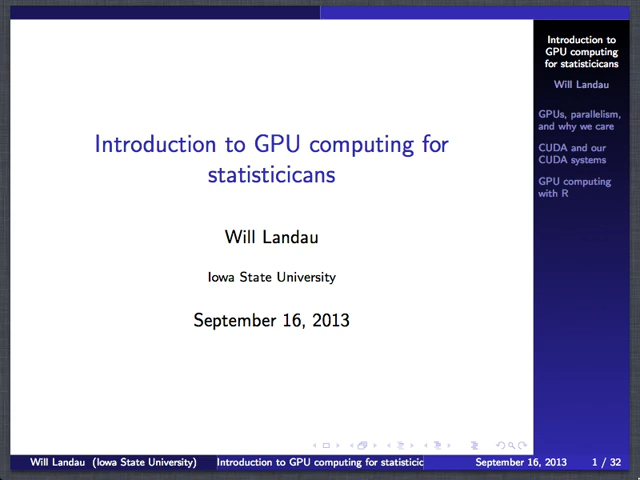 Introduction to GPU computing for
statisticicans
Will Landau
Iowa State University
September 16, 2013
Introduction to
GPU computing
for statisticicans
Will Landau
GPUs, parallelism,
and why we care
CUDA and our
CUDA systems
GPU computing
with R
Will Landau (Iowa State University)
Introduction to GPU computing for statisticic
September 16, 2013
1 / 32